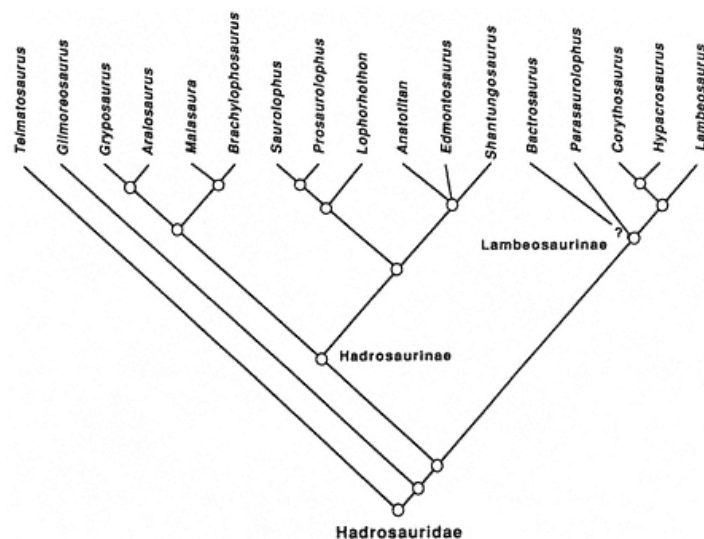 Telmatosaurus
Gilmoreosaurus
Gryposaurus
Aralosaurus
Maiasaura
Brachylophosaurus
Saurolophus
Prosaurolophus
Lophorhothon
Anatotitan
Edmontosaurus
Shantungosaurus
Bactrosaurus
Parasaurolophus
Corythosaurus
Hypacrosaurus
Lambeosaurus
?
Lambeosaurinae
Hadrosaurinae
Hadrosauridae